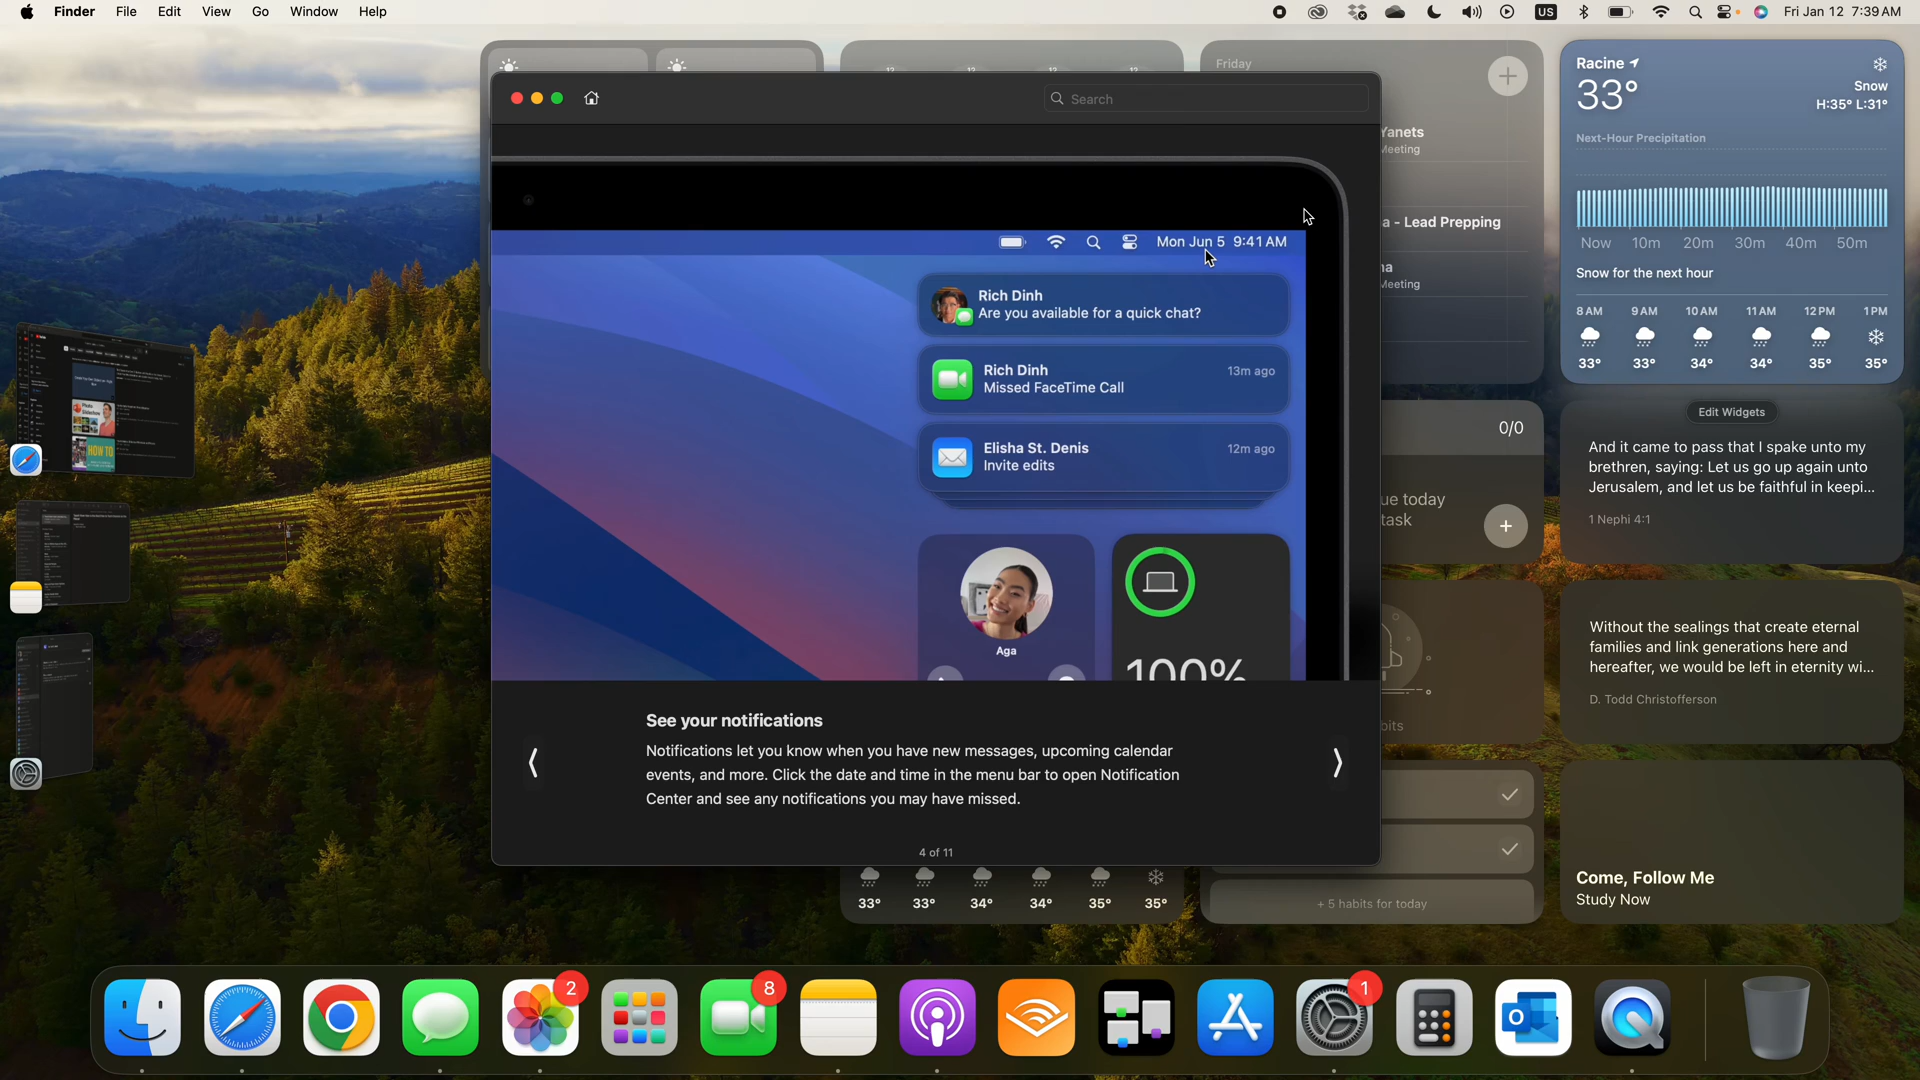 Finder File Edit View Go Window Help
US Fri Jan 12 7:39 AM
Friday
12 12 12 12
Search
Yanets
Meeting
a - Lead Prepping
na
Meeting
Racine
33°
Snow
H:35° L:31°
Next-Hour Precipitation
Now 10m 20m 30m 40m 50m
Snow for the next hour
8 AM 9 AM 10 AM 11 AM 12 PM 1 PM
33° 33° 34° 34° 35° 35°
Mon Jun 5 9:41 AM
Rich Dinh
Are you available for a quick chat?
Rich Dinh 13m ago
Missed FaceTime Call
Elisha St. Denis 12m ago
Invite edits
Aga
100%
See your notifications
Notifications let you know when you have new messages, upcoming calendar
events, and more. Click the date and time in the menu bar to open Notification
Center and see any notifications you may have missed.
4 of 11
0/0
ue today
task
bits
Edit Widgets
And it came to pass that I spake unto my
brethren, saying: Let us go up again unto
Jerusalem, and let us be faithful in keepi...
1 Nephi 4:1
Without the sealings that create eternal
families and link generations here and
hereafter, we would be left in eternity wi...
D. Todd Christofferson
Come, Follow Me
Study Now
33° 33° 34° 34° 35° 35°
+ 5 habits for today
2
8
1